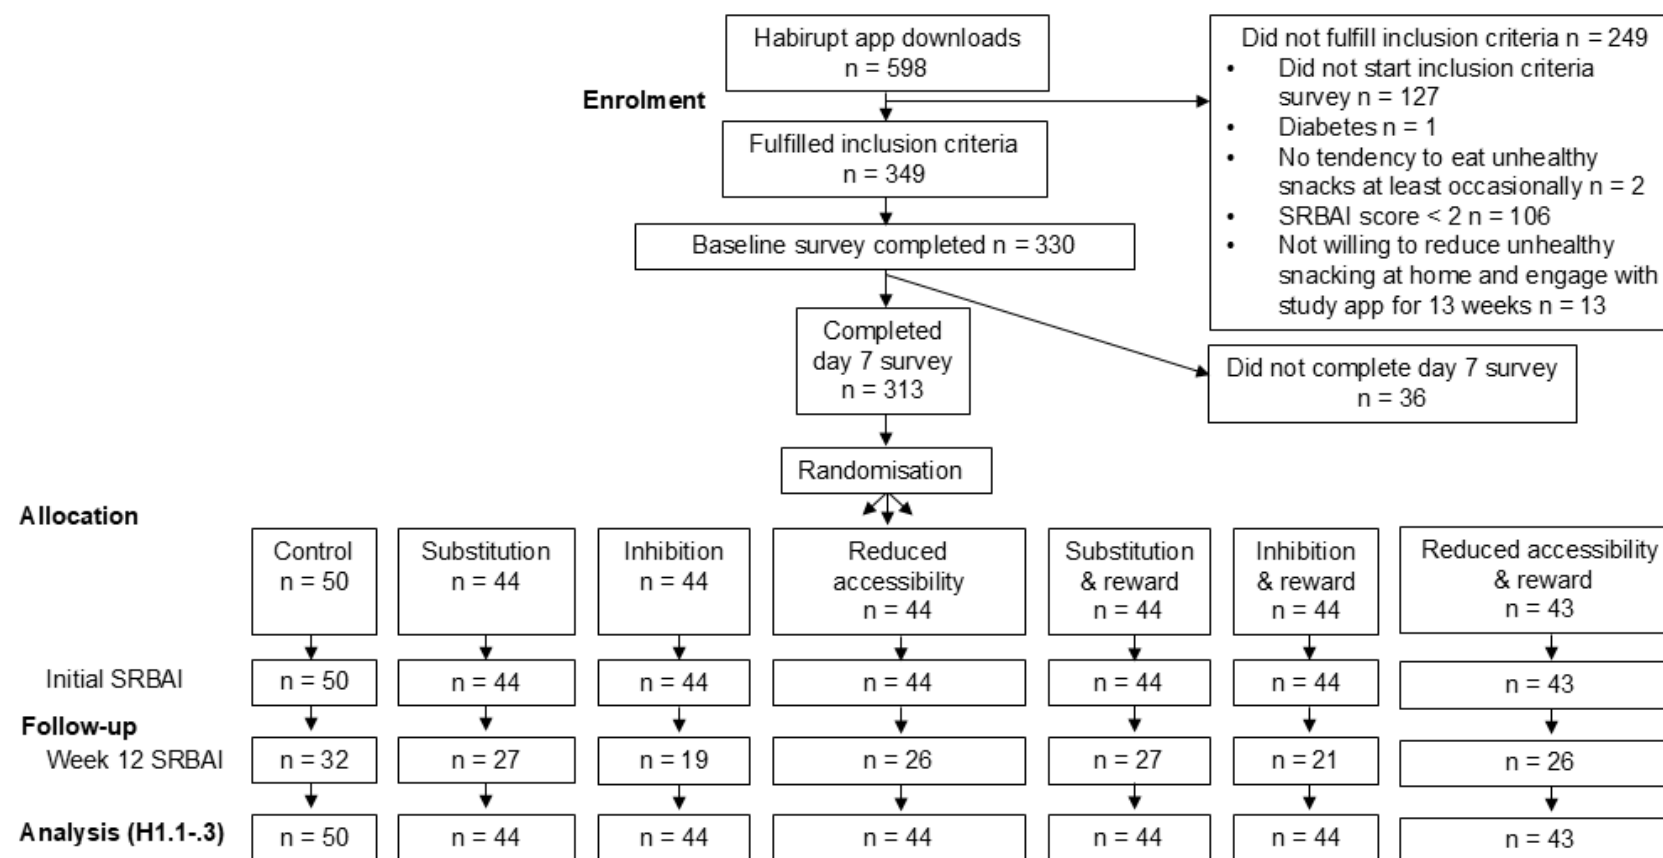 Habirupt app downloads
n = 598
Did not fulfill inclusion criteria n = 249
• Did not start inclusion criteria
survey n = 127
• Diabetes n = 1
• No tendency to eat unhealthy
snacks at least occasionally n = 2
• SRBAI score < 2 n = 106
• Not willing to reduce unhealthy
snacking at home and engage with
study app for 13 weeks n = 13
Enrolment
Fulfilled inclusion criteria
n = 349
Baseline survey completed n = 330
Completed
day 7 survey
n = 313
Did not complete day 7 survey
n = 36
Randomisation
Allocation
Control
n = 50
Substitution
n = 44
Inhibition
n = 44
Reduced
accessibility
n = 44
Substitution
& reward
n = 44
Inhibition
& reward
n = 44
Reduced accessibility
& reward
n = 43
Initial SRBAI
n = 50
n = 44
n = 44
n = 44
n = 44
n = 44
n = 43
Follow-up
Week 12 SRBAI
n = 32
n = 27
n = 19
n = 26
n = 27
n = 21
n = 26
Analysis (H1.1-.3)
n = 50
n = 44
n = 44
n = 44
n = 44
n = 44
n = 43